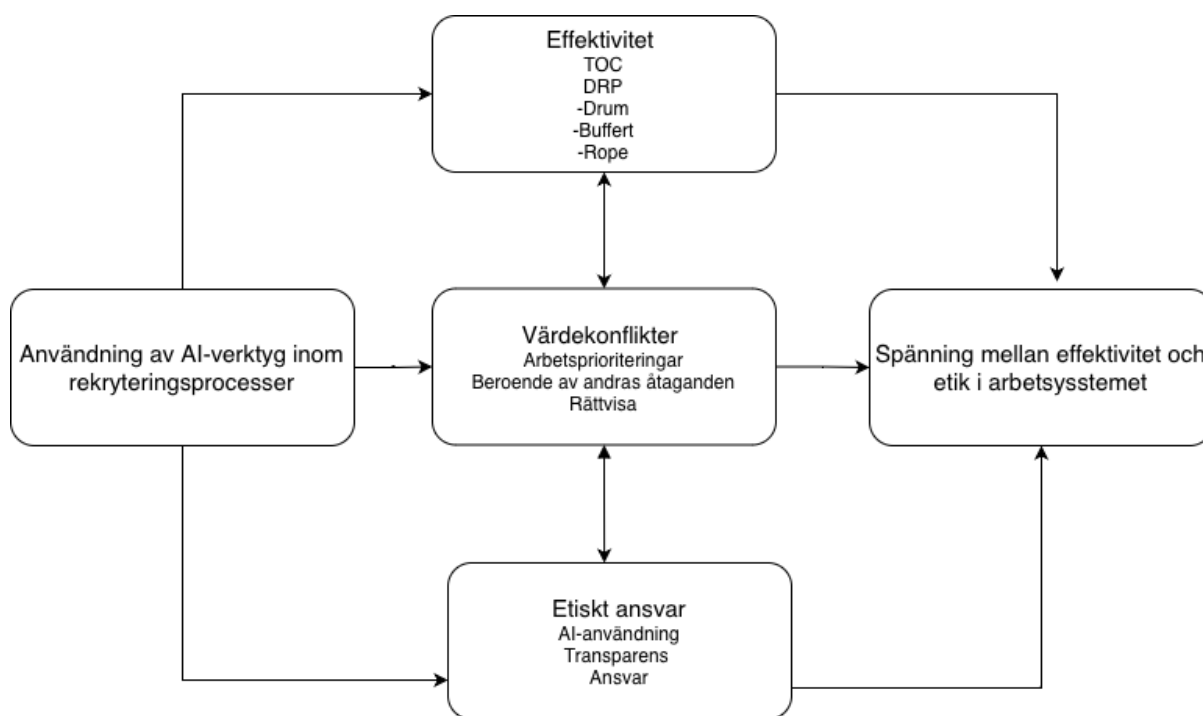 Effektivitet
TOC
DRP
-Drum
-Buffert
-Rope
Användning av AI-verktyg inom
rekryteringsprocesser
Värdekonflikter
Arbetsprioriteringar
Beroende av andras åtaganden
Rättvisa
Spänning mellan effektivitet och
etik i arbetsysstemet
Etiskt ansvar
AI-användning
Transparens
Ansvar